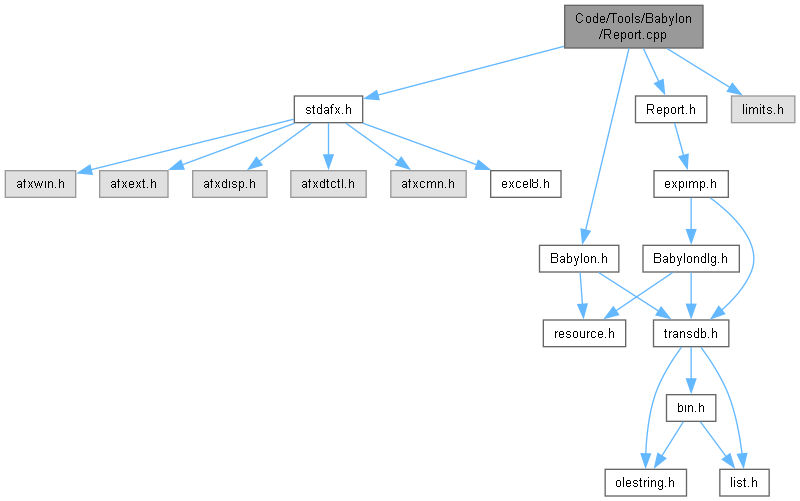 Code/Tools/Babylon
/Report.cpp
stdafx.h
Report.h
limits.h
afxwin.h
afxext.h
afxdisp.h
afxdtctl.h
afxcmn.h
excel8.h
expimp.h
Babylon.h
Babylondlg.h
resource.h
transdb.h
bin.h
olestring.h
list.h